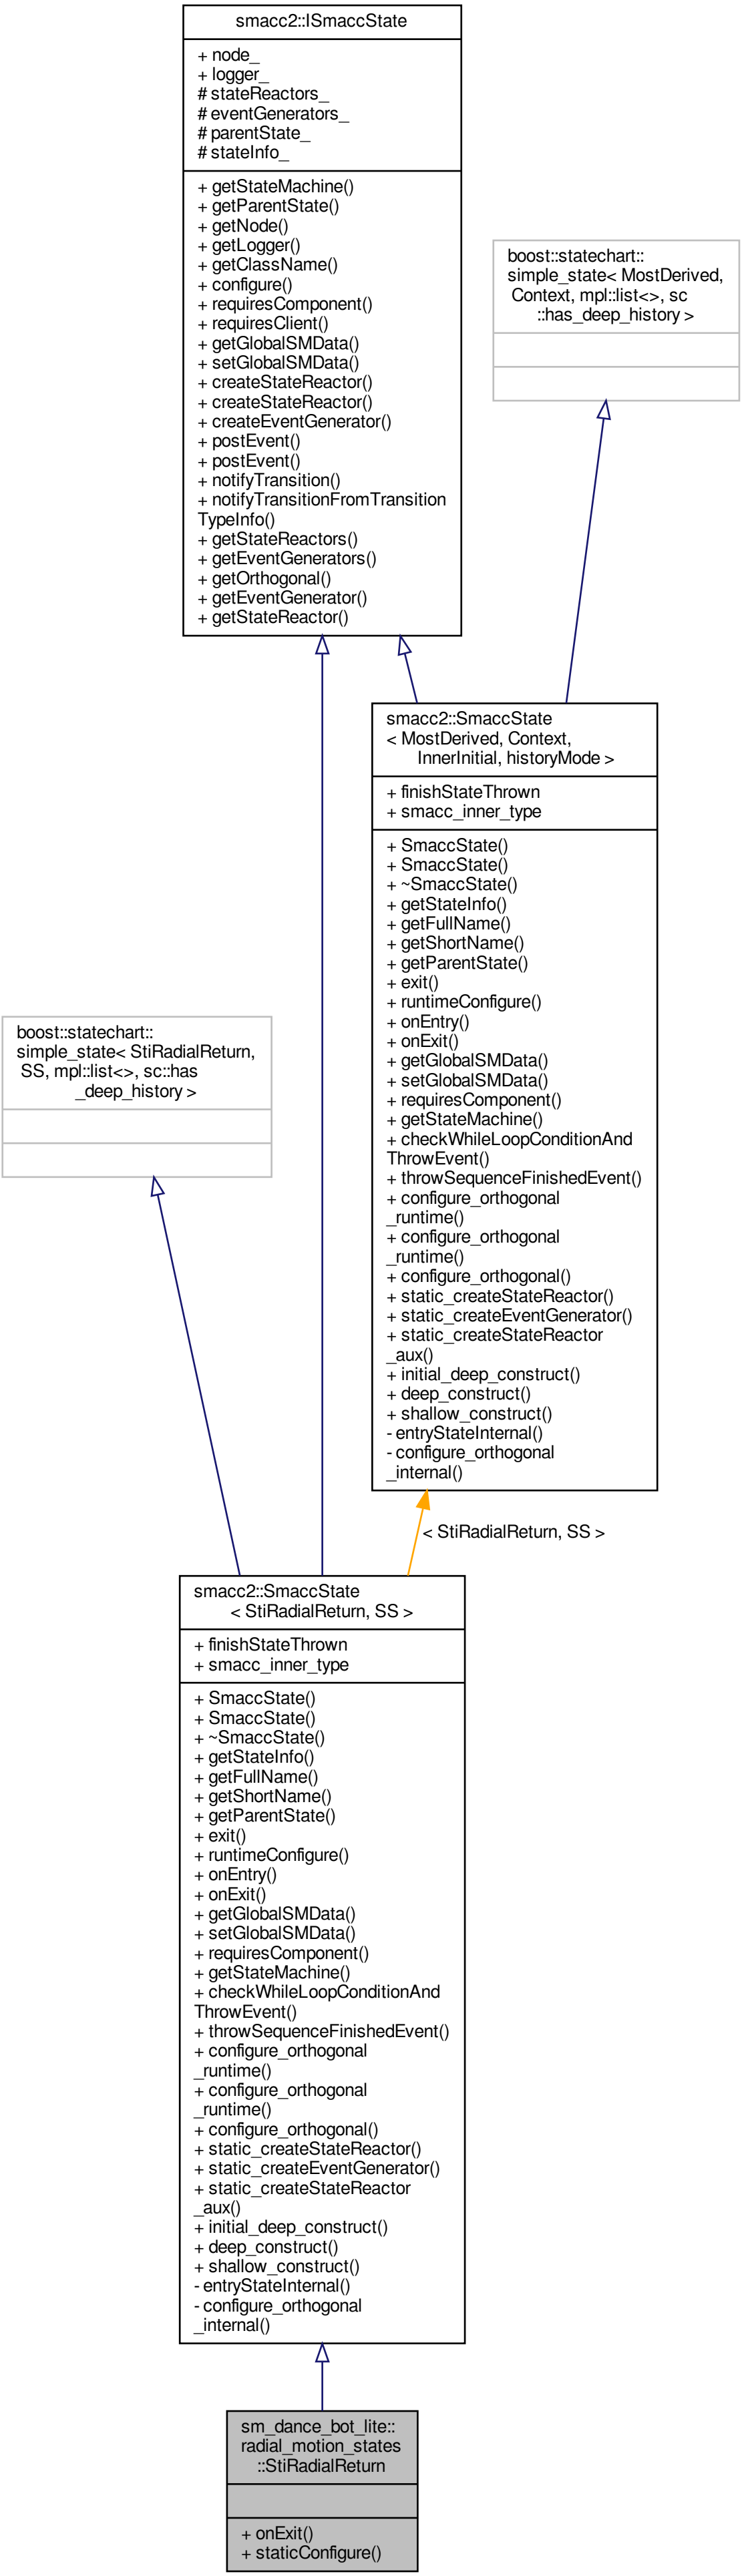 smacc2::ISmaccState
+ node_
+ logger_
# stateReactors_
# eventGenerators_
# parentState_
# stateInfo_
+ getStateMachine()
+ getParentState()
+ getNode()
+ getLogger()
+ getClassName()
+ configure()
+ requiresComponent()
+ requiresClient()
+ getGlobalSMData()
+ setGlobalSMData()
+ createStateReactor()
+ createStateReactor()
+ createEventGenerator()
+ postEvent()
+ postEvent()
+ notifyTransition()
+ notifyTransitionFromTransition
TypeInfo()
+ getStateReactors()
+ getEventGenerators()
+ getOrthogonal()
+ getEventGenerator()
+ getStateReactor()
boost::statechart::
simple_state< MostDerived,
Context, mpl::list<>, sc
::has_deep_history >
smacc2::SmaccState
< MostDerived, Context,
InnerInitial, historyMode >
+ finishStateThrown
+ smacc_inner_type
+ SmaccState()
+ SmaccState()
+ ~SmaccState()
+ getStateInfo()
+ getFullName()
+ getShortName()
+ getParentState()
+ exit()
+ runtimeConfigure()
+ onEntry()
+ onExit()
+ getGlobalSMData()
+ setGlobalSMData()
+ requiresComponent()
+ getStateMachine()
+ checkWhileLoopConditionAnd
ThrowEvent()
+ throwSequenceFinishedEvent()
+ configure_orthogonal
_runtime()
+ configure_orthogonal
_runtime()
+ configure_orthogonal()
+ static_createStateReactor()
+ static_createEventGenerator()
+ static_createStateReactor
_aux()
+ initial_deep_construct()
+ deep_construct()
+ shallow_construct()
- entryStateInternal()
- configure_orthogonal
_internal()
boost::statechart::
simple_state< StiRadialReturn,
SS, mpl::list<>, sc::has
_deep_history >
< StiRadialReturn, SS >
smacc2::SmaccState
< StiRadialReturn, SS >
+ finishStateThrown
+ smacc_inner_type
+ SmaccState()
+ SmaccState()
+ ~SmaccState()
+ getStateInfo()
+ getFullName()
+ getShortName()
+ getParentState()
+ exit()
+ runtimeConfigure()
+ onEntry()
+ onExit()
+ getGlobalSMData()
+ setGlobalSMData()
+ requiresComponent()
+ getStateMachine()
+ checkWhileLoopConditionAnd
ThrowEvent()
+ throwSequenceFinishedEvent()
+ configure_orthogonal
_runtime()
+ configure_orthogonal
_runtime()
+ configure_orthogonal()
+ static_createStateReactor()
+ static_createEventGenerator()
+ static_createStateReactor
_aux()
+ initial_deep_construct()
+ deep_construct()
+ shallow_construct()
- entryStateInternal()
- configure_orthogonal
_internal()
sm_dance_bot_lite::
radial_motion_states
::StiRadialReturn
+ onExit()
+ staticConfigure()